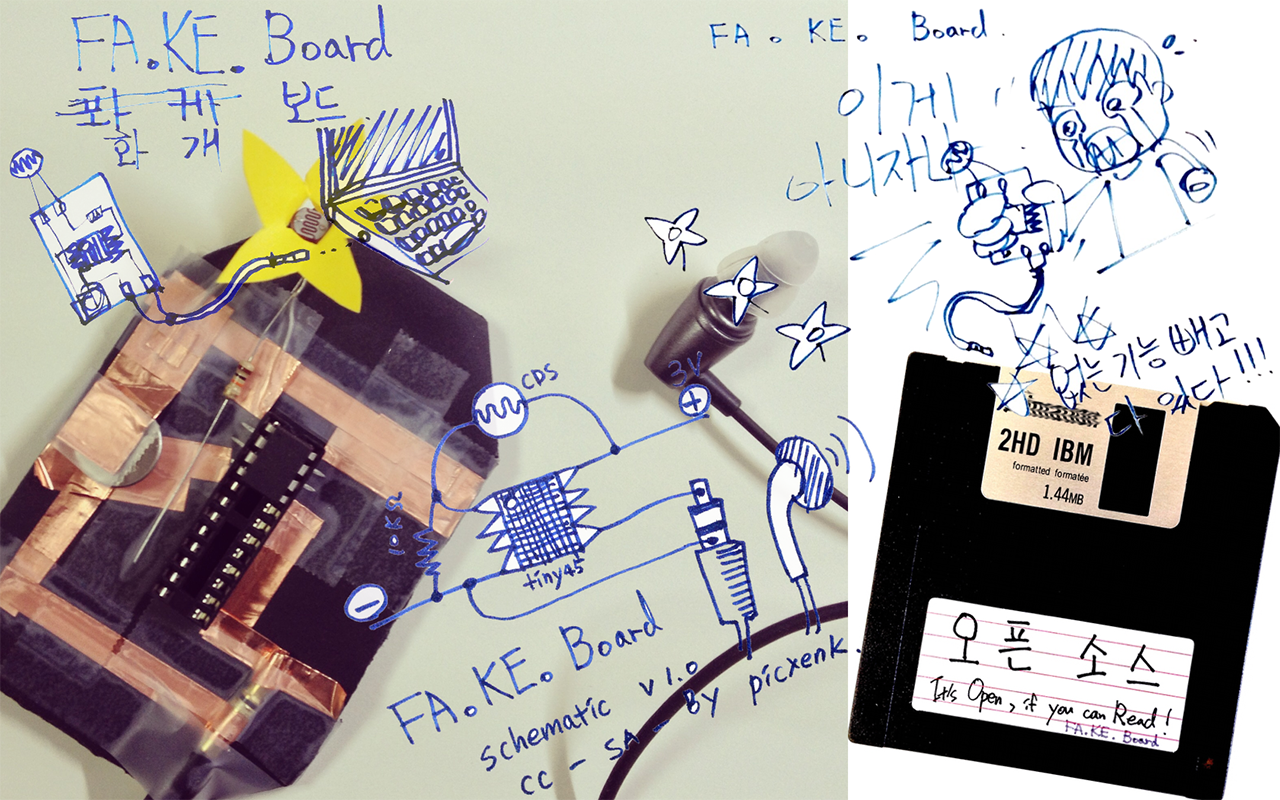 FA.KE. Board
파 카 보드
화 개
CDS
3V
+
10KΩ
-
tiny45
FA.KE. Board
schematic v 1.0
CC - SA - BY picxenk.
FA. KE. Board.
이게
아니자나
없는 기능 빼고
다 있다!!!
2HD IBM
formatted formatée
1.44MB
오픈 소스
It's Open, if you can Read!
FA.KE. Board